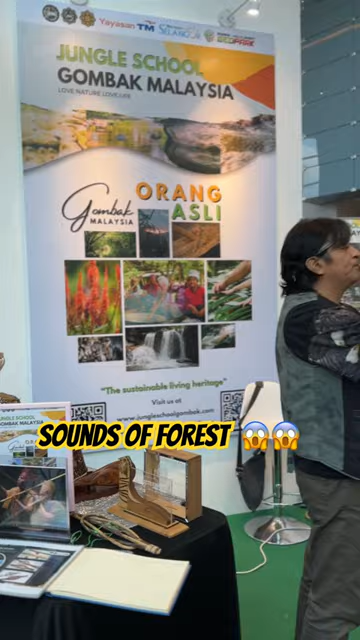 Yayasan TM SELANGOR
JUNGLE SCHOOL
GOMBAK MALAYSIA
LOVE NATURE LOVE LIFE
ORANG
ASLI
Gombak
MALAYSIA
"The sustainable living heritage"
Visit us at
www.jungleschoolgombak.com
SOUNDS OF FOREST 😱😱
JUNGLE SCHOOL
GOMBAK MALAYSIA